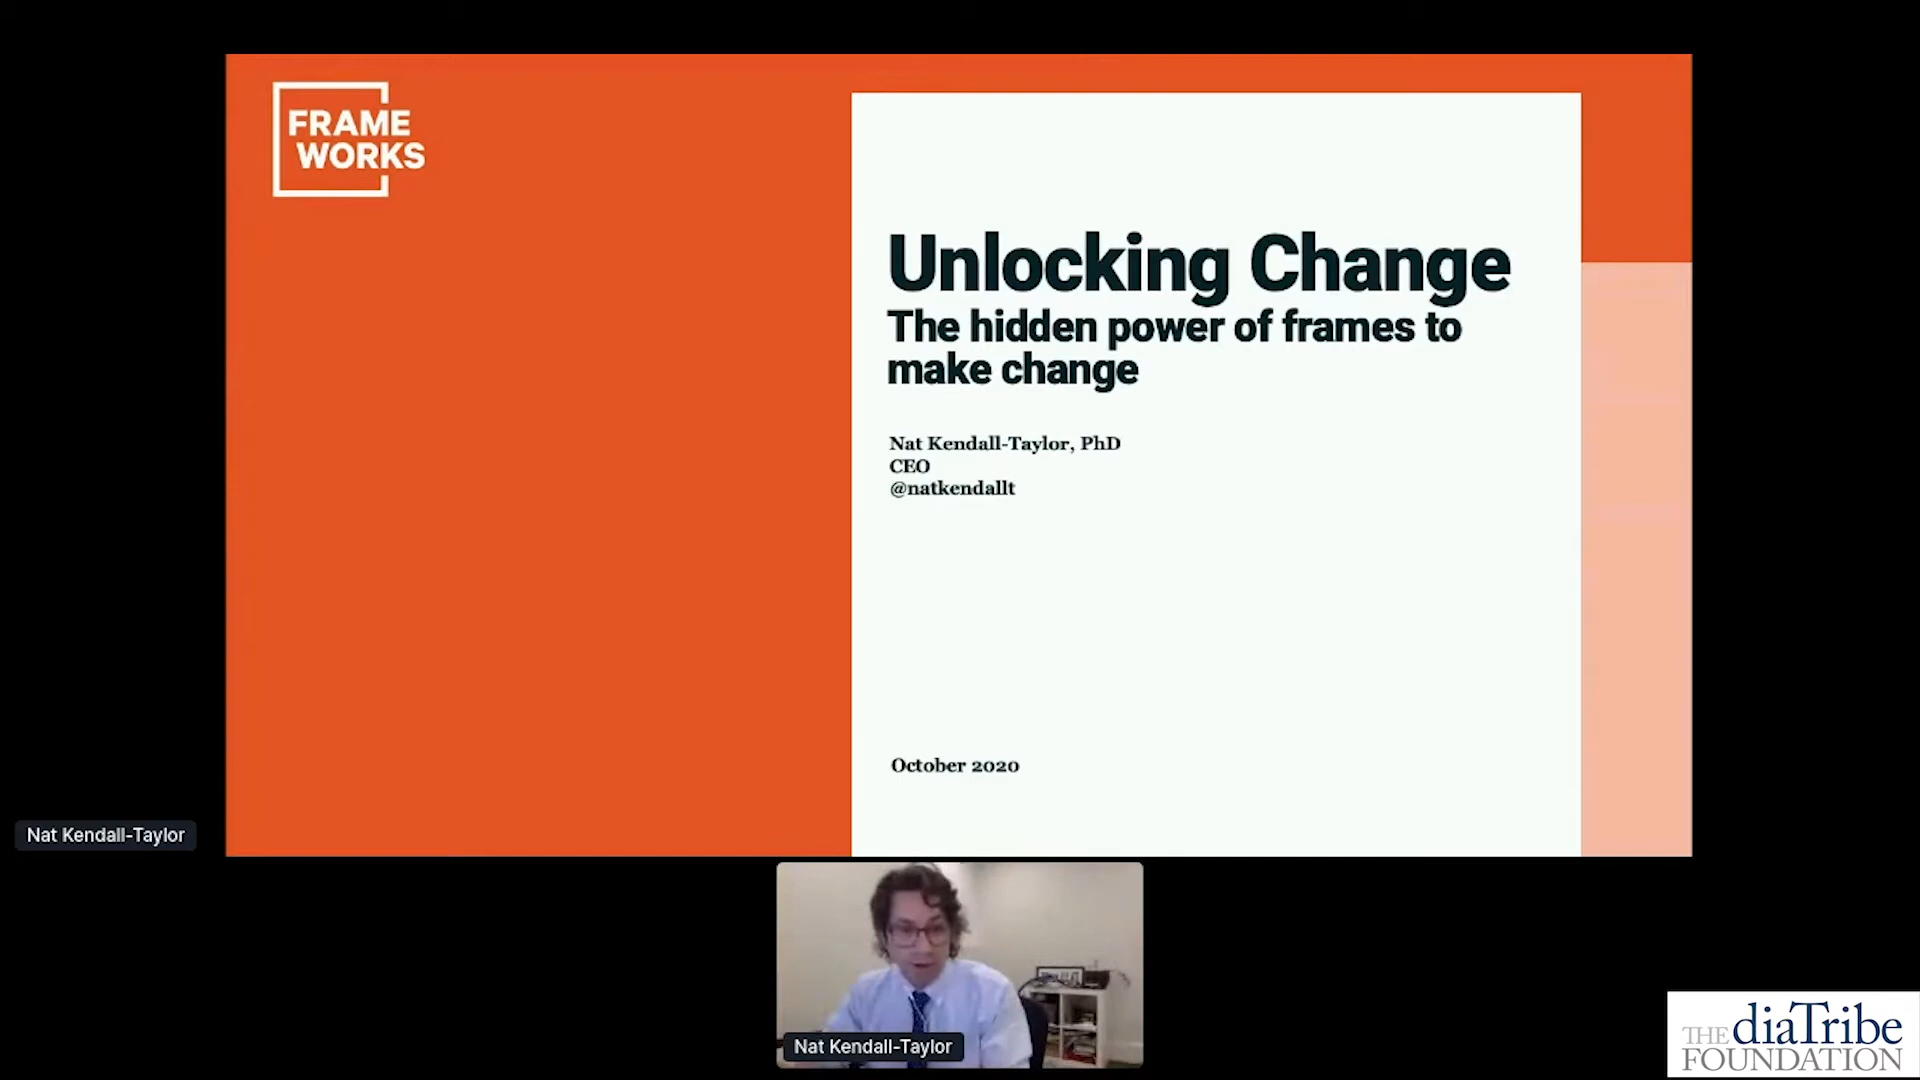 FRAME
WORKS
Unlocking Change
The hidden power of frames to
make change
Nat Kendall-Taylor, PhD
CEO
@natkendallt
October 2020
Nat Kendall-Taylor
Nat Kendall-Taylor
THE diaTribe
FOUNDATION